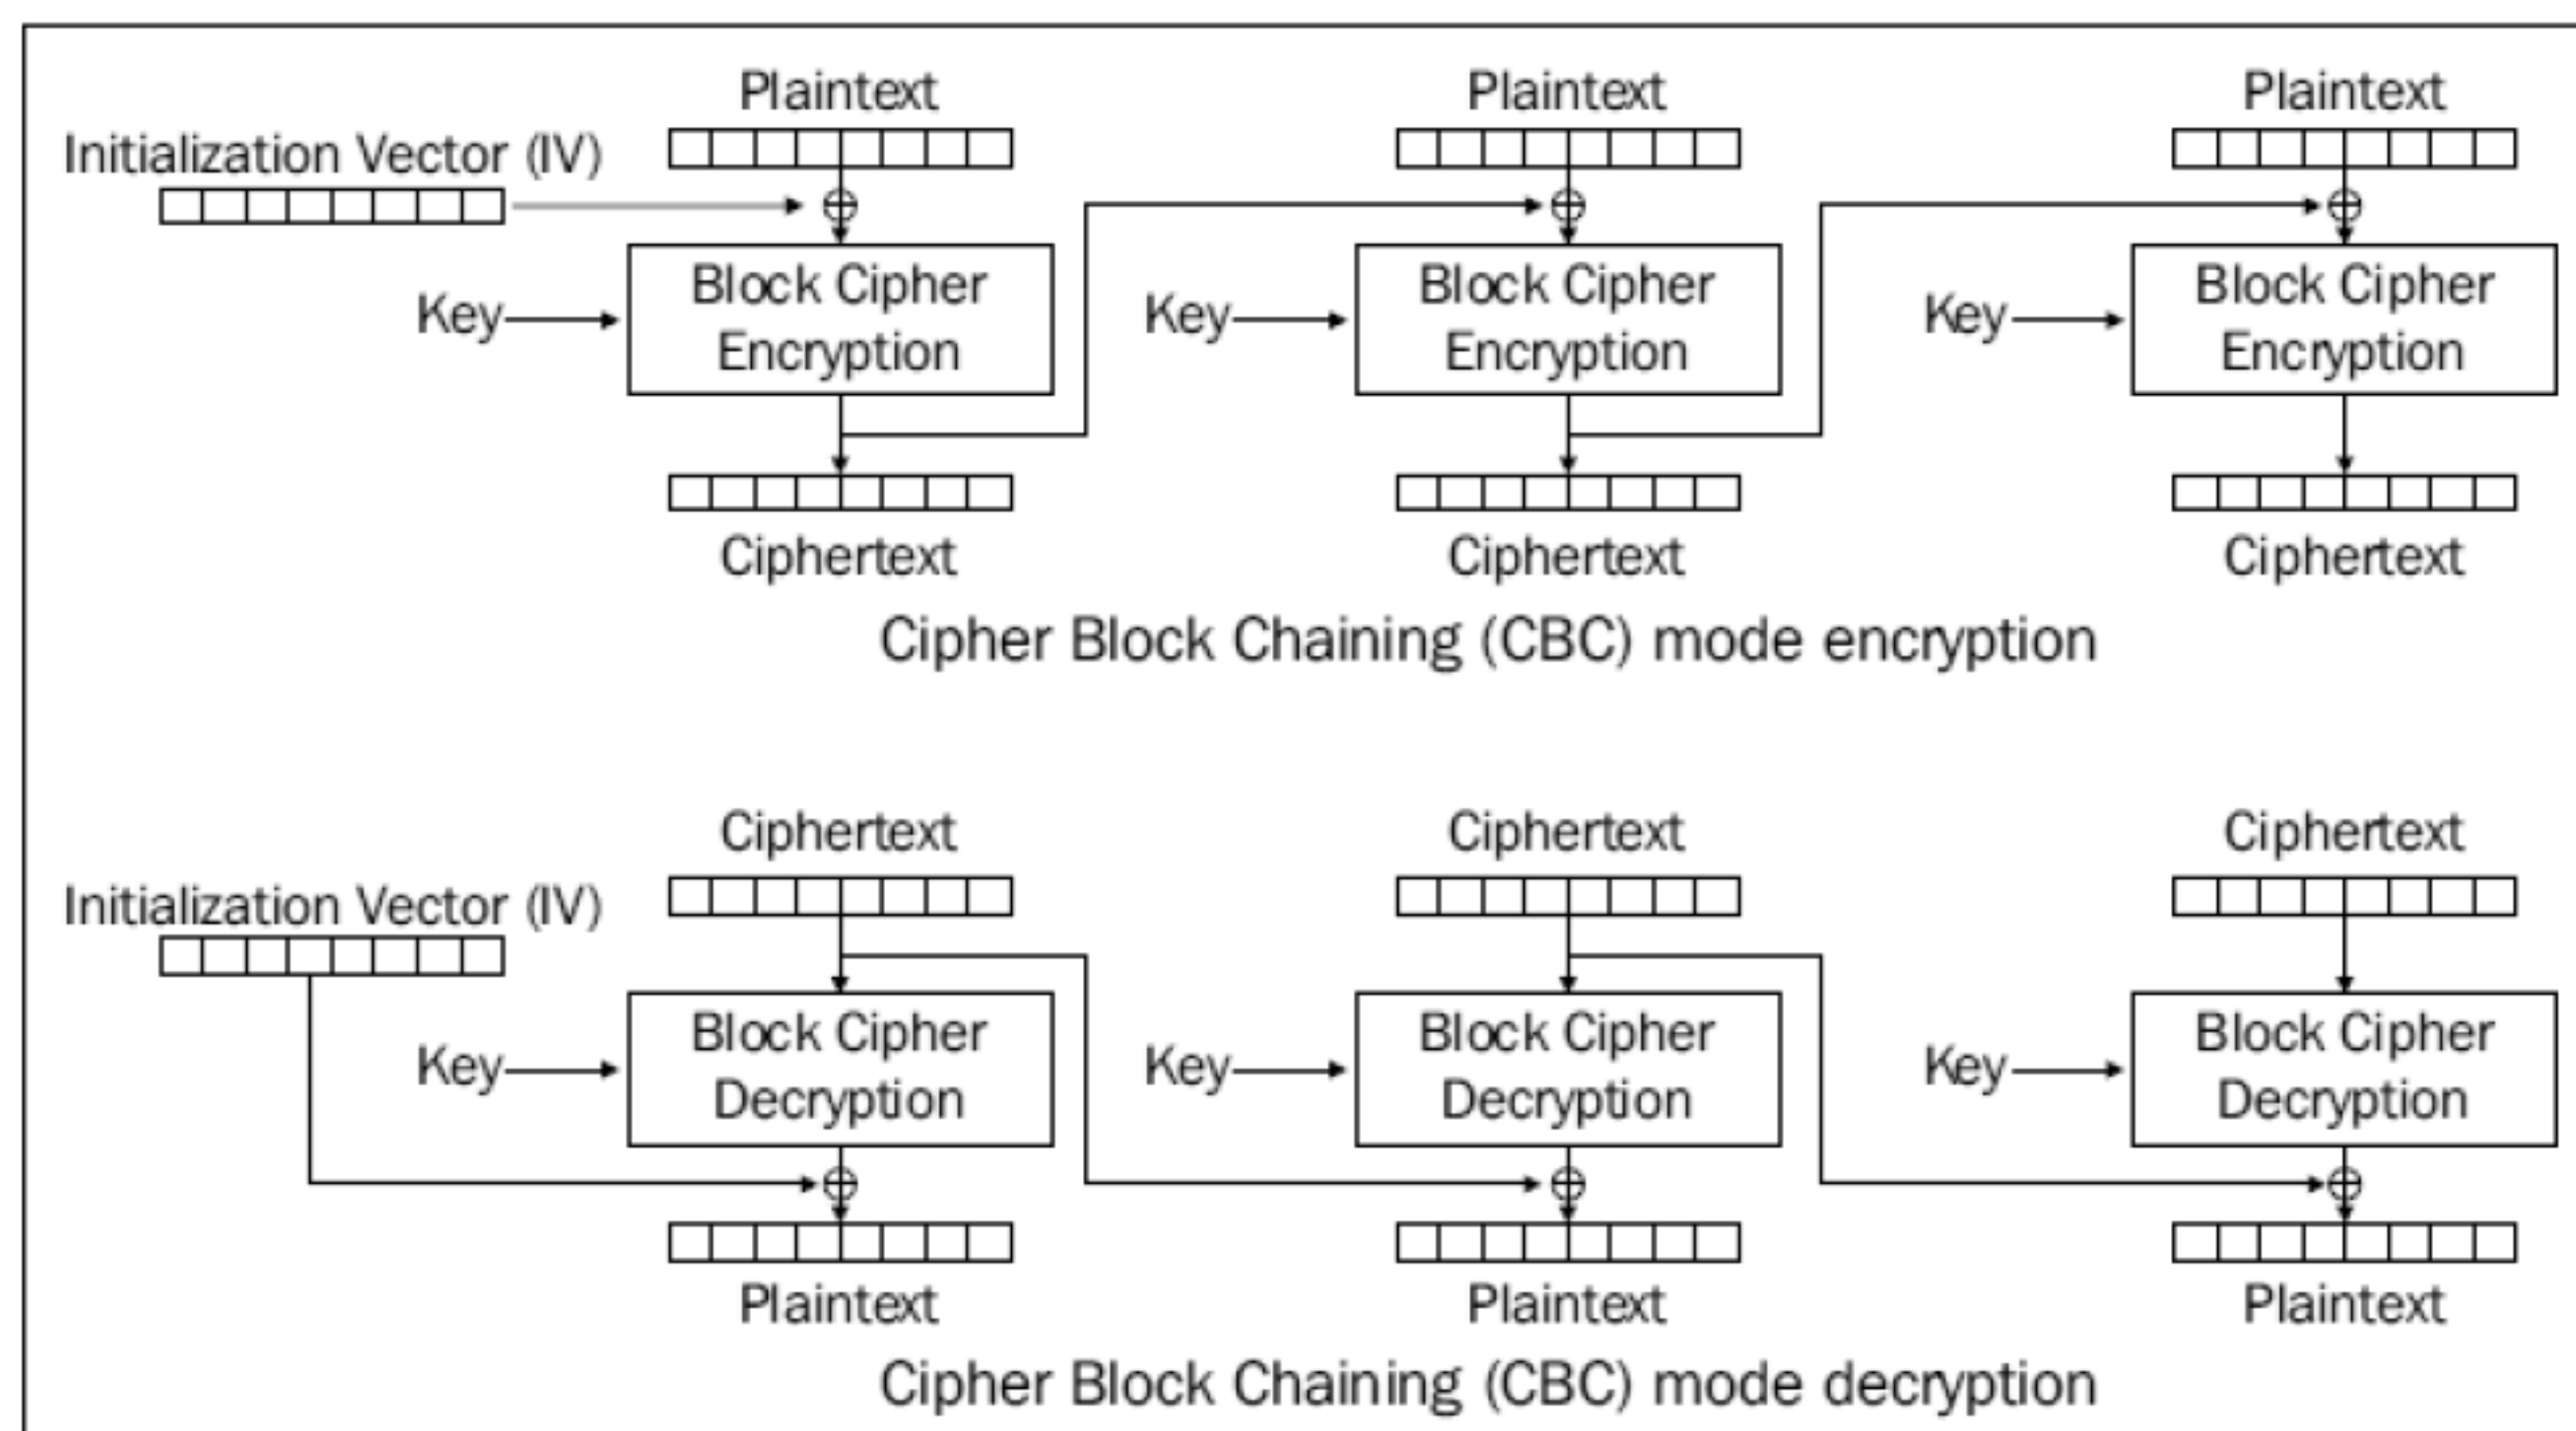 Plaintext
Plaintext
Plaintext
Initialization Vector (IV)
Key
Block Cipher
Encryption
Key
Block Cipher
Encryption
Key
Block Cipher
Encryption
Ciphertext
Ciphertext
Ciphertext
Cipher Block Chaining (CBC) mode encryption
Ciphertext
Ciphertext
Ciphertext
Initialization Vector (IV)
Key
Block Cipher
Decryption
Key
Block Cipher
Decryption
Key
Block Cipher
Decryption
Plaintext
Plaintext
Plaintext
Cipher Block Chaining (CBC) mode decryption